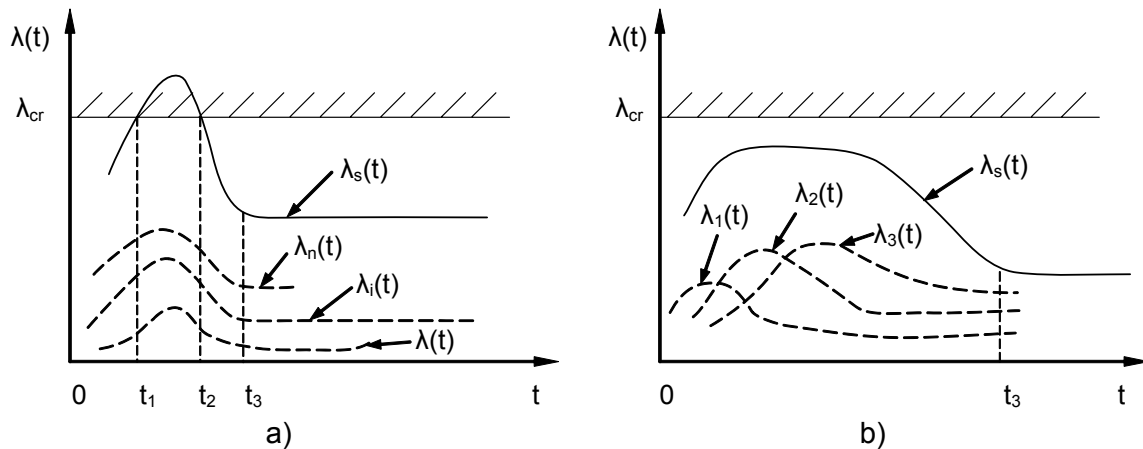 λ(t)
λcr
λs(t)
λn(t)
λi(t)
λ(t)
0 t1 t2 t3 t
a)
λ(t)
λcr
λs(t)
λ1(t)
λ2(t)
λ3(t)
0 t3 t
b)